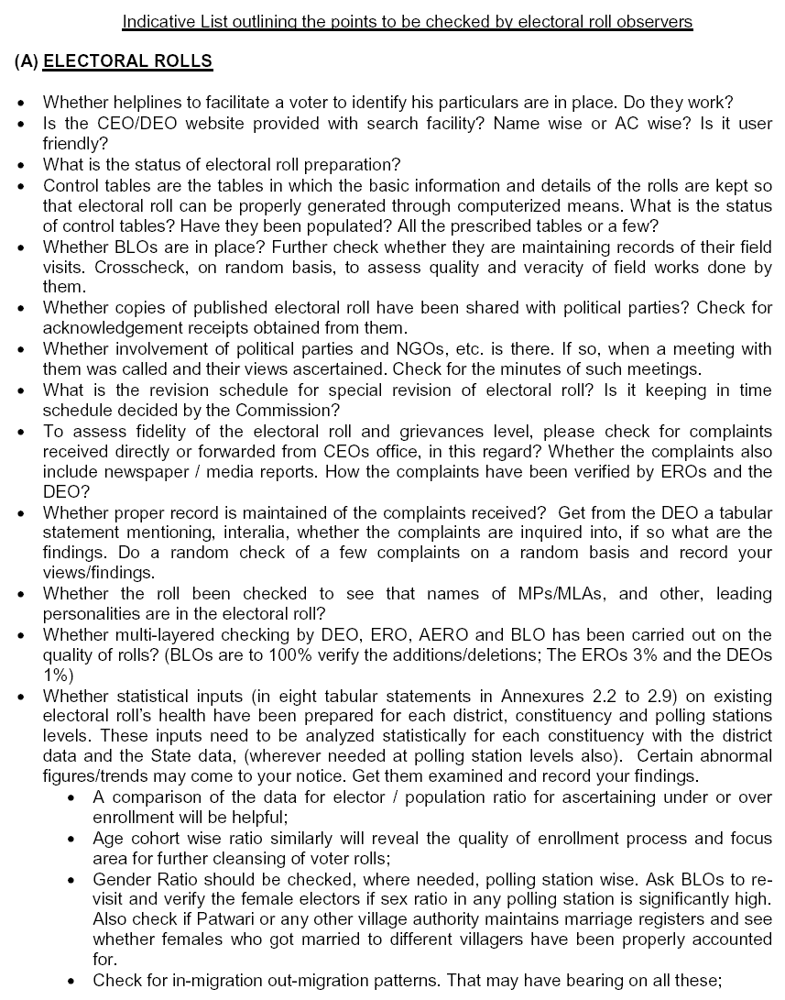 Indicative List outlining the points to be checked by electoral roll observers
(A) ELECTORAL ROLLS
• Whether helplines to facilitate a voter to identify his particulars are in place. Do they work?
• Is the CEO/DEO website provided with search facility? Name wise or AC wise? Is it user
friendly?
• What is the status of electoral roll preparation?
• Control tables are the tables in which the basic information and details of the rolls are kept so
that electoral roll can be properly generated through computerized means. What is the status
of control tables? Have they been populated? All the prescribed tables or a few?
• Whether BLOs are in place? Further check whether they are maintaining records of their field
visits. Crosscheck, on random basis, to assess quality and veracity of field works done by
them.
• Whether copies of published electoral roll have been shared with political parties? Check for
acknowledgement receipts obtained from them.
• Whether involvement of political parties and NGOs, etc. is there. If so, when a meeting with
them was called and their views ascertained. Check for the minutes of such meetings.
• What is the revision schedule for special revision of electoral roll? Is it keeping in time
schedule decided by the Commission?
• To assess fidelity of the electoral roll and grievances level, please check for complaints
received directly or forwarded from CEOs office, in this regard? Whether the complaints also
include newspaper / media reports. How the complaints have been verified by EROs and the
DEO?
• Whether proper record is maintained of the complaints received? Get from the DEO a tabular
statement mentioning, interalia, whether the complaints are inquired into, if so what are the
findings. Do a random check of a few complaints on a random basis and record your
views/findings.
• Whether the roll been checked to see that names of MPs/MLAs, and other, leading
personalities are in the electoral roll?
• Whether multi-layered checking by DEO, ERO, AERO and BLO has been carried out on the
quality of rolls? (BLOs are to 100% verify the additions/deletions; The EROs 3% and the DEOs
1%)
• Whether statistical inputs (in eight tabular statements in Annexures 2.2 to 2.9) on existing
electoral roll's health have been prepared for each district, constituency and polling stations
levels. These inputs need to be analyzed statistically for each constituency with the district
data and the State data, (wherever needed at polling station levels also). Certain abnormal
figures/trends may come to your notice. Get them examined and record your findings.
• A comparison of the data for elector / population ratio for ascertaining under or over
enrollment will be helpful;
• Age cohort wise ratio similarly will reveal the quality of enrollment process and focus
area for further cleansing of voter rolls;
• Gender Ratio should be checked, where needed, polling station wise. Ask BLOs to re-
visit and verify the female electors if sex ratio in any polling station is significantly high.
Also check if Patwari or any other village authority maintains marriage registers and see
whether females who got married to different villagers have been properly accounted
for.
• Check for in-migration out-migration patterns. That may have bearing on all these;